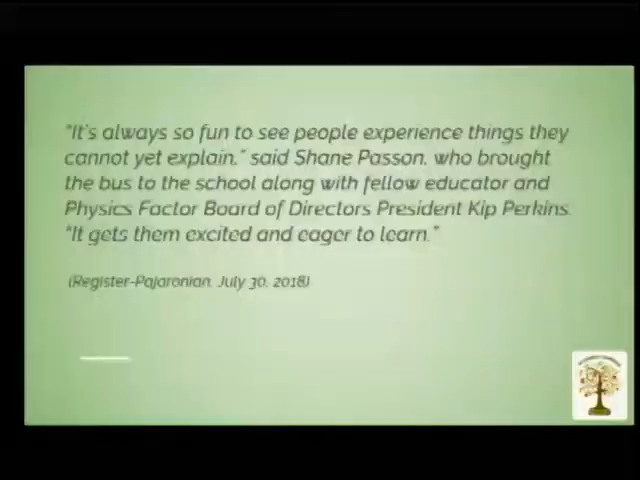 "It's always so fun to see people experience things they
cannot yet explain," said Shane Passon, who brought
the bus to the school along with fellow educator and
Physics Factor Board of Directors President Kip Perkins.
"It gets them excited and eager to learn."
(Register-Pajaronian, July 30, 2018)